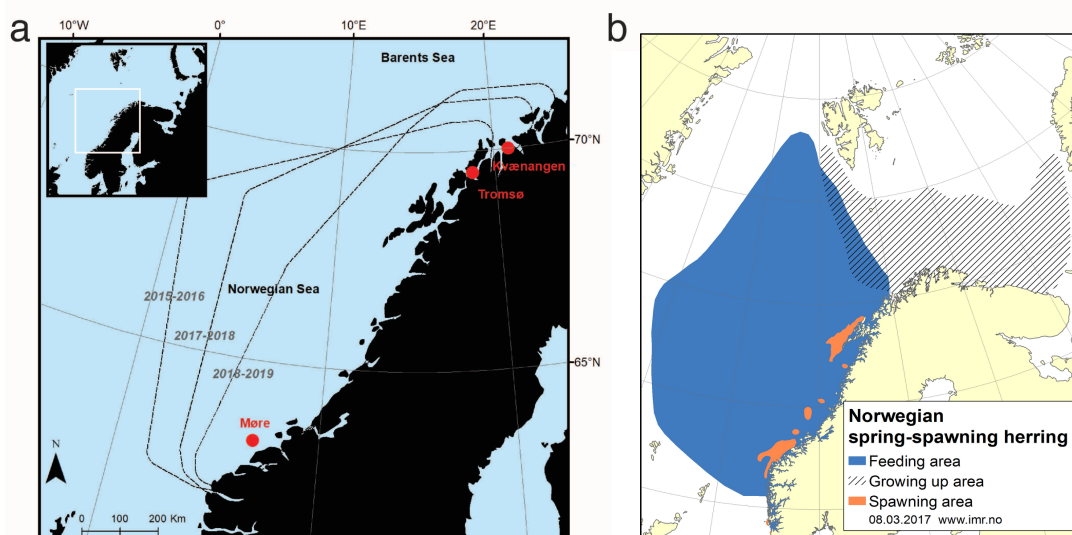 a
10°W
0°
10°E
20°E
Barents Sea
70°N
Kvænangen
Tromsø
2015-2016
Norwegian Sea
2017-2018
2018-2019
65°N
Møre
N
0 100 200 Km
b
Norwegian
spring-spawning herring
Feeding area
Growing up area
Spawning area
08.03.2017 www.imr.no